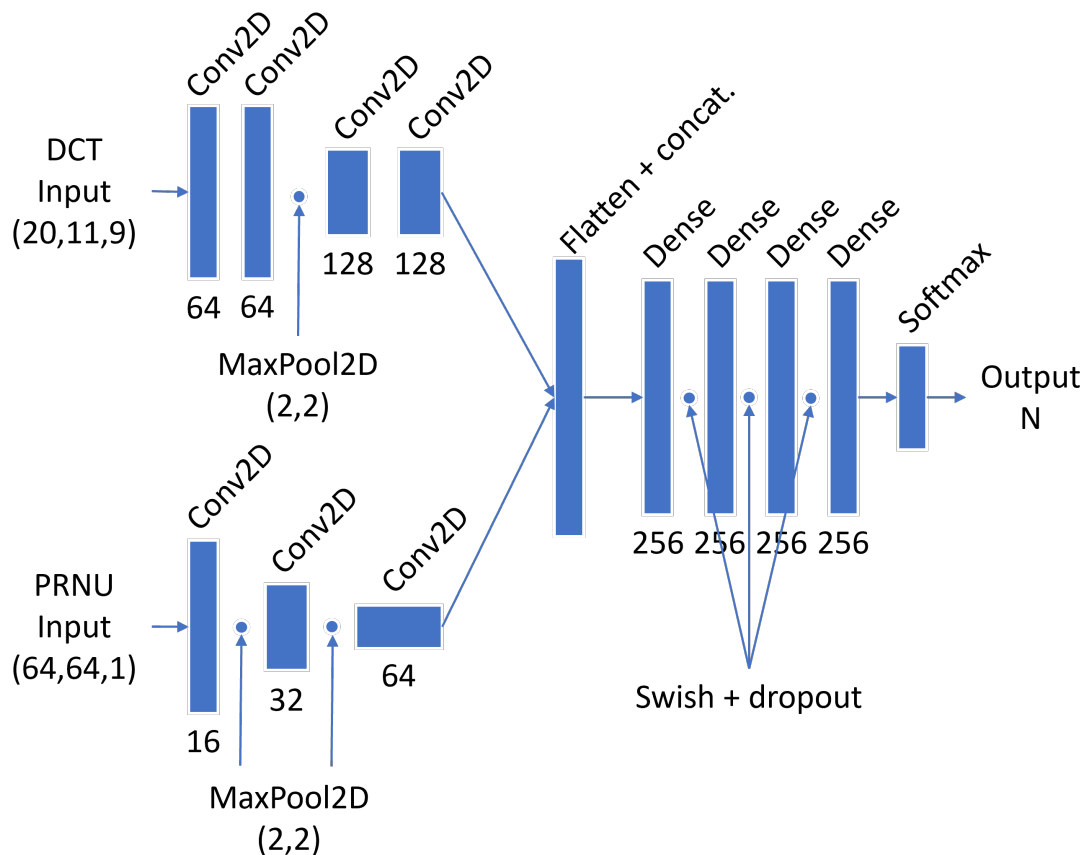 Conv2D
Conv2D
Conv2D
Conv2D
DCT
Input
(20,11,9)
64
64
128
128
MaxPool2D
(2,2)
Conv2D
Conv2D
Conv2D
PRNU
Input
(64,64,1)
16
32
64
MaxPool2D
(2,2)
Flatten + concat.
Dense
Dense
Dense
Dense
256
256
256
256
Swish + dropout
Softmax
Output
N